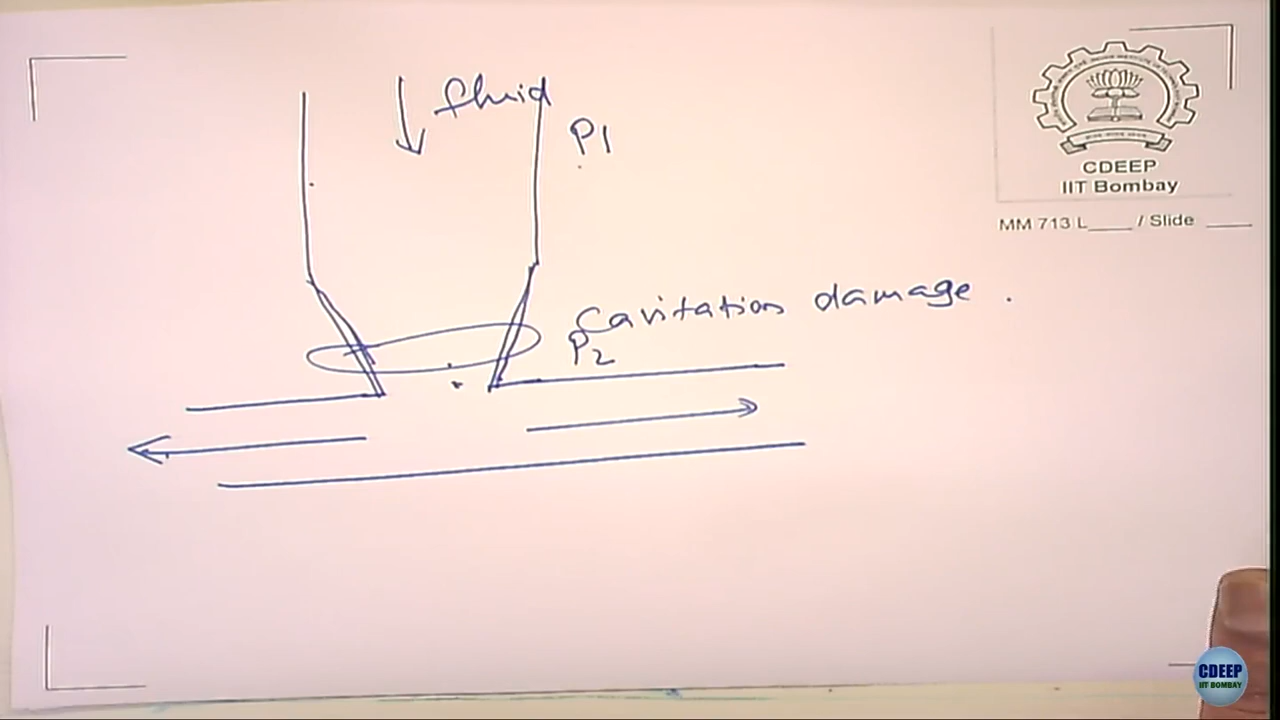 fluid
P1
Cavitation damage.
P2
CDEEP
IIT Bombay
MM 713 L____ / Slide ____
CDEEP
IIT BOMBAY